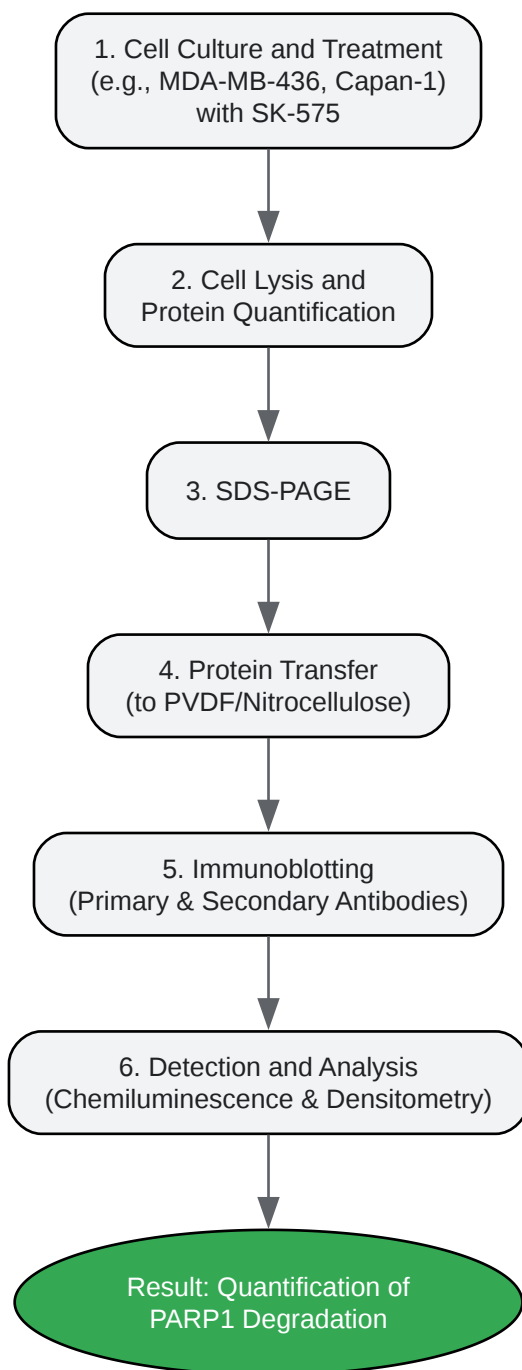 1. Cell Culture and Treatment
(e.g., MDA-MB-436, Capan-1)
with SK-575
2. Cell Lysis and
Protein Quantification
3. SDS-PAGE
4. Protein Transfer
(to PVDF/Nitrocellulose)
5. Immunoblotting
(Primary & Secondary Antibodies)
6. Detection and Analysis
(Chemiluminescence & Densitometry)
Result: Quantification of
PARP1 Degradation